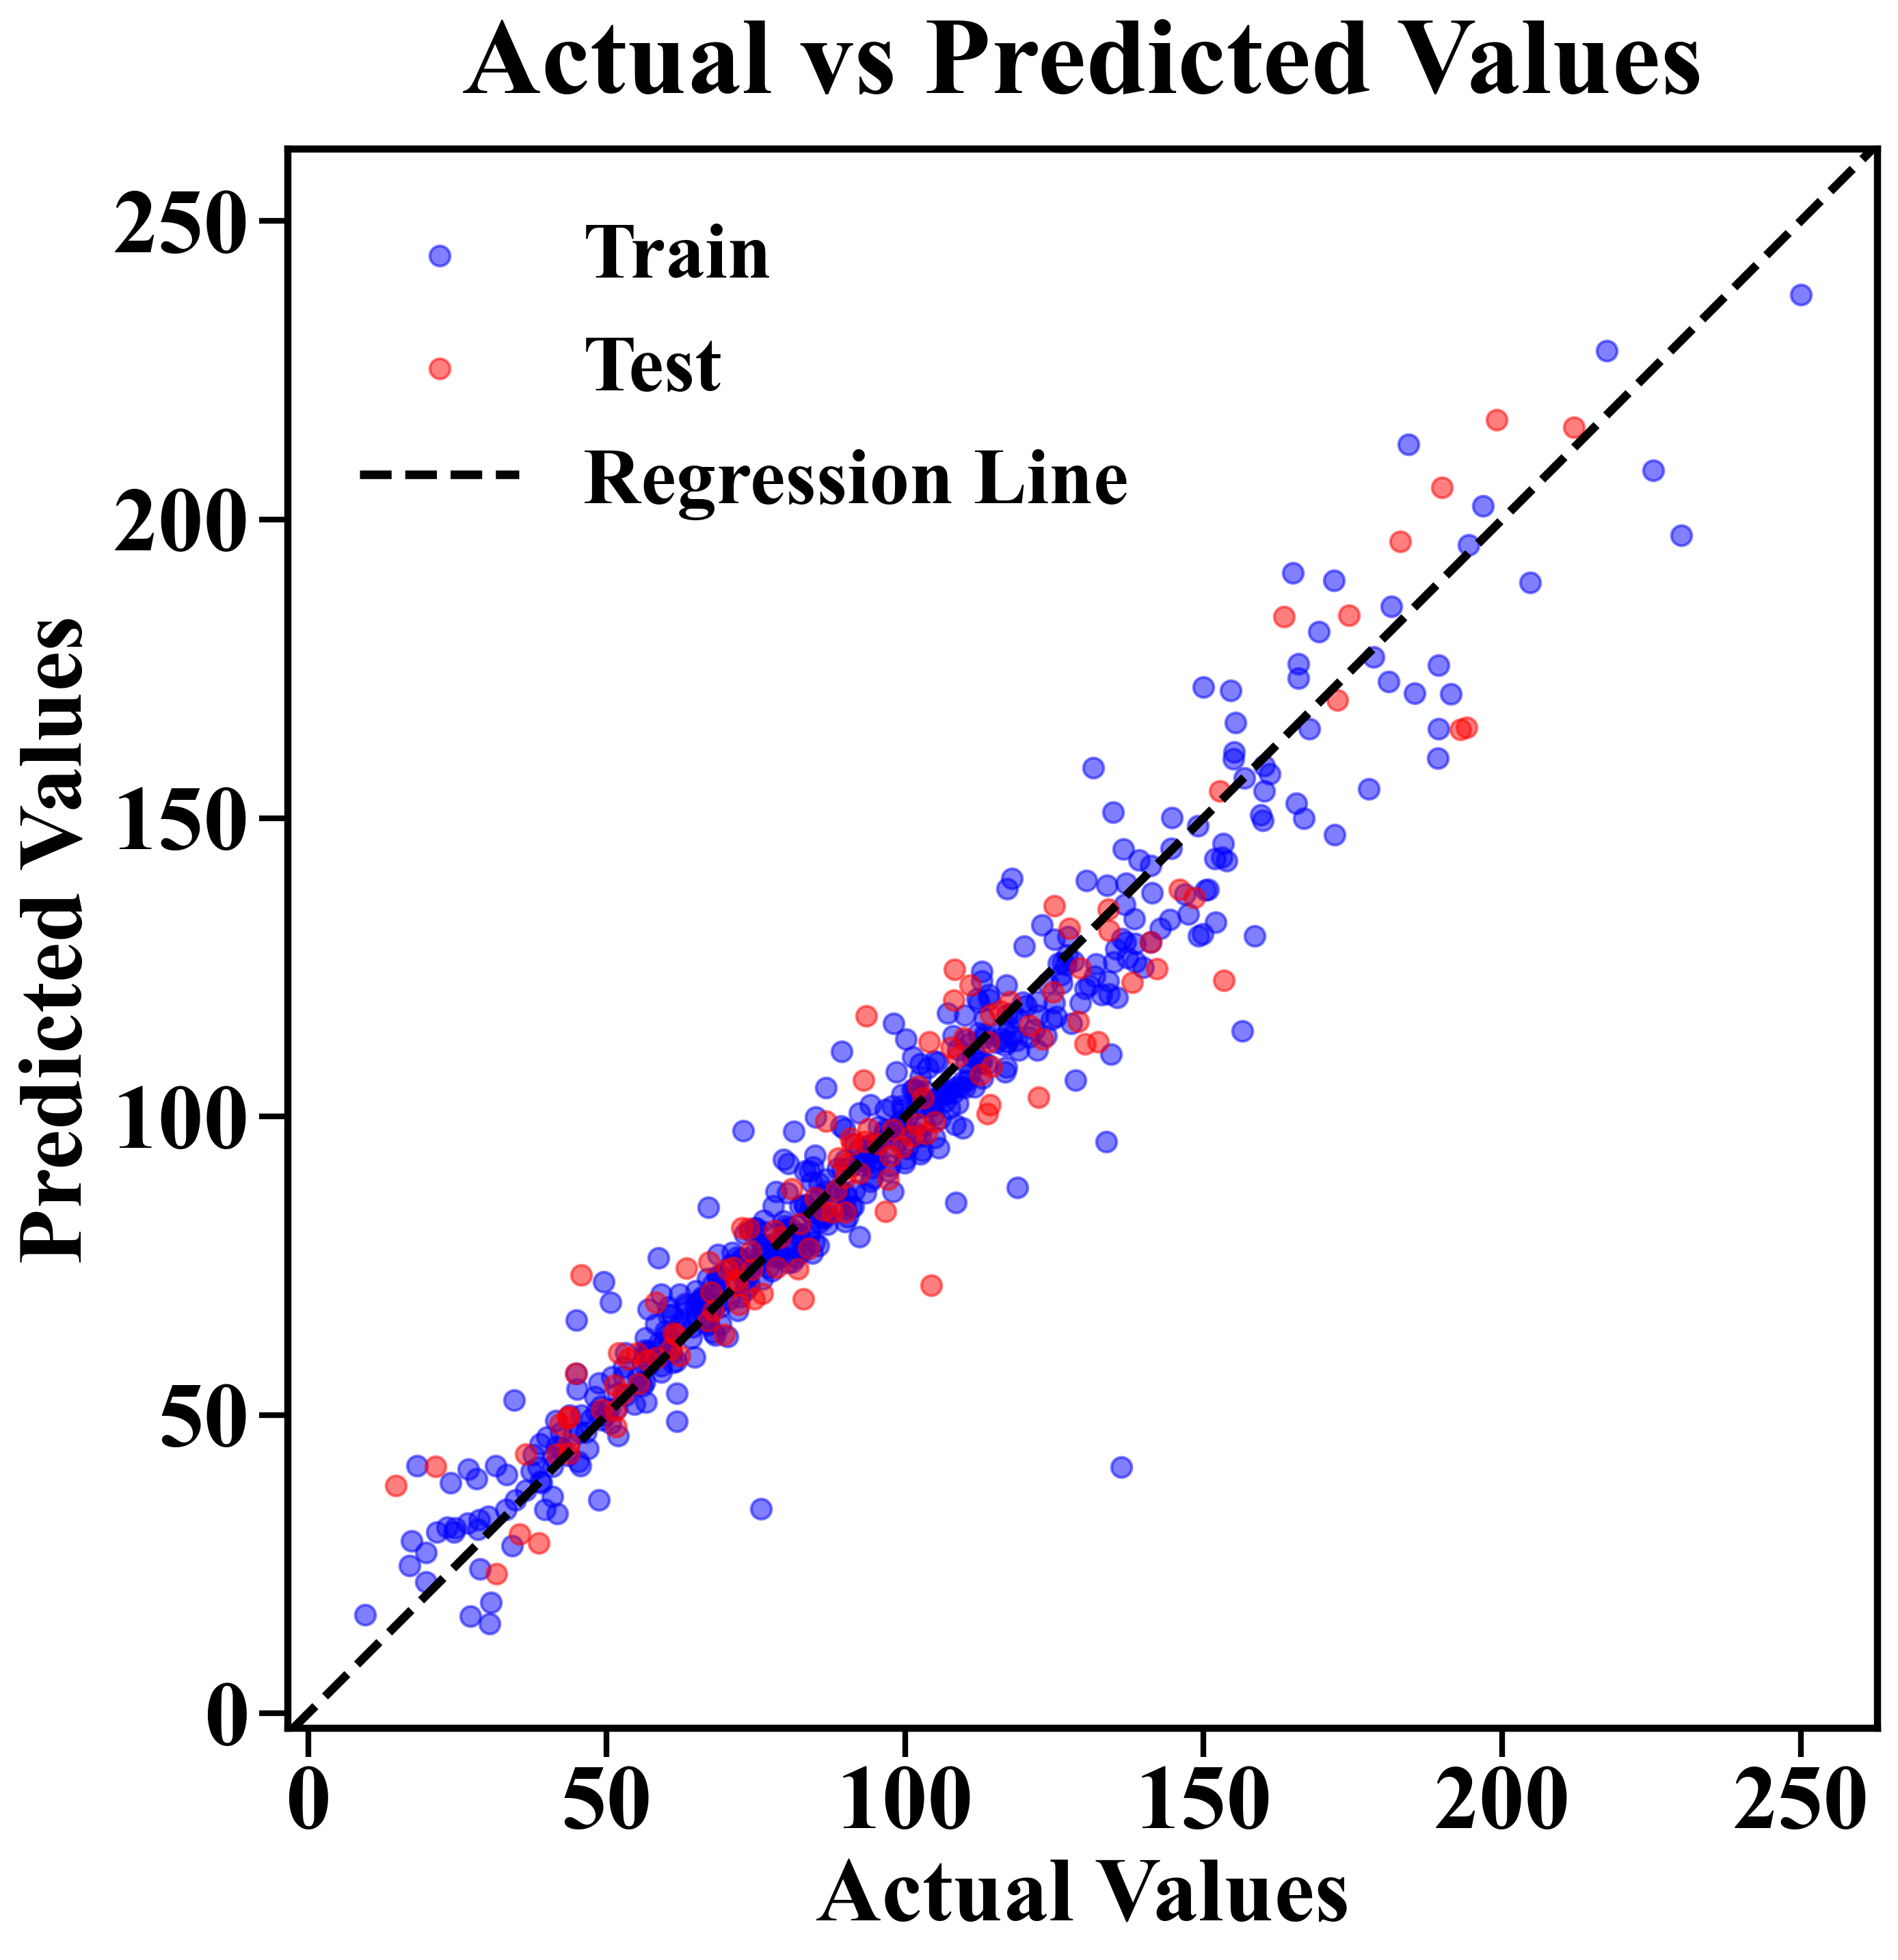 Actual vs Predicted Values
Train
Test
Regression Line
Predicted Values
250
200
150
100
50
0
0 50 100 150 200 250
Actual Values